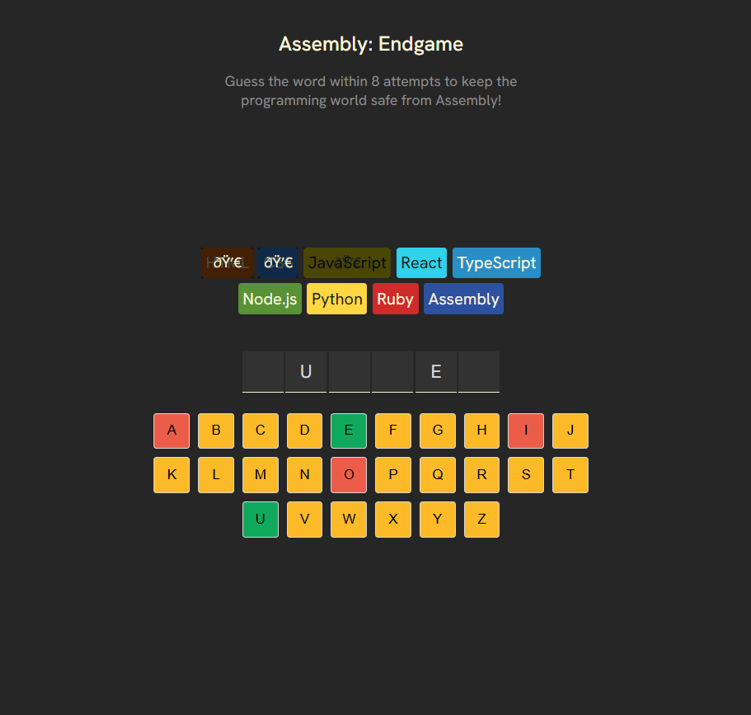 Assembly: Endgame
Guess the word within 8 attempts to keep the
programming world safe from Assembly!
ðŸ€ ðŸ€ JavaScript React TypeScript
Node.js Python Ruby Assembly
U E
A B C D E F G H I J
K L M N O P Q R S T
U V W X Y Z